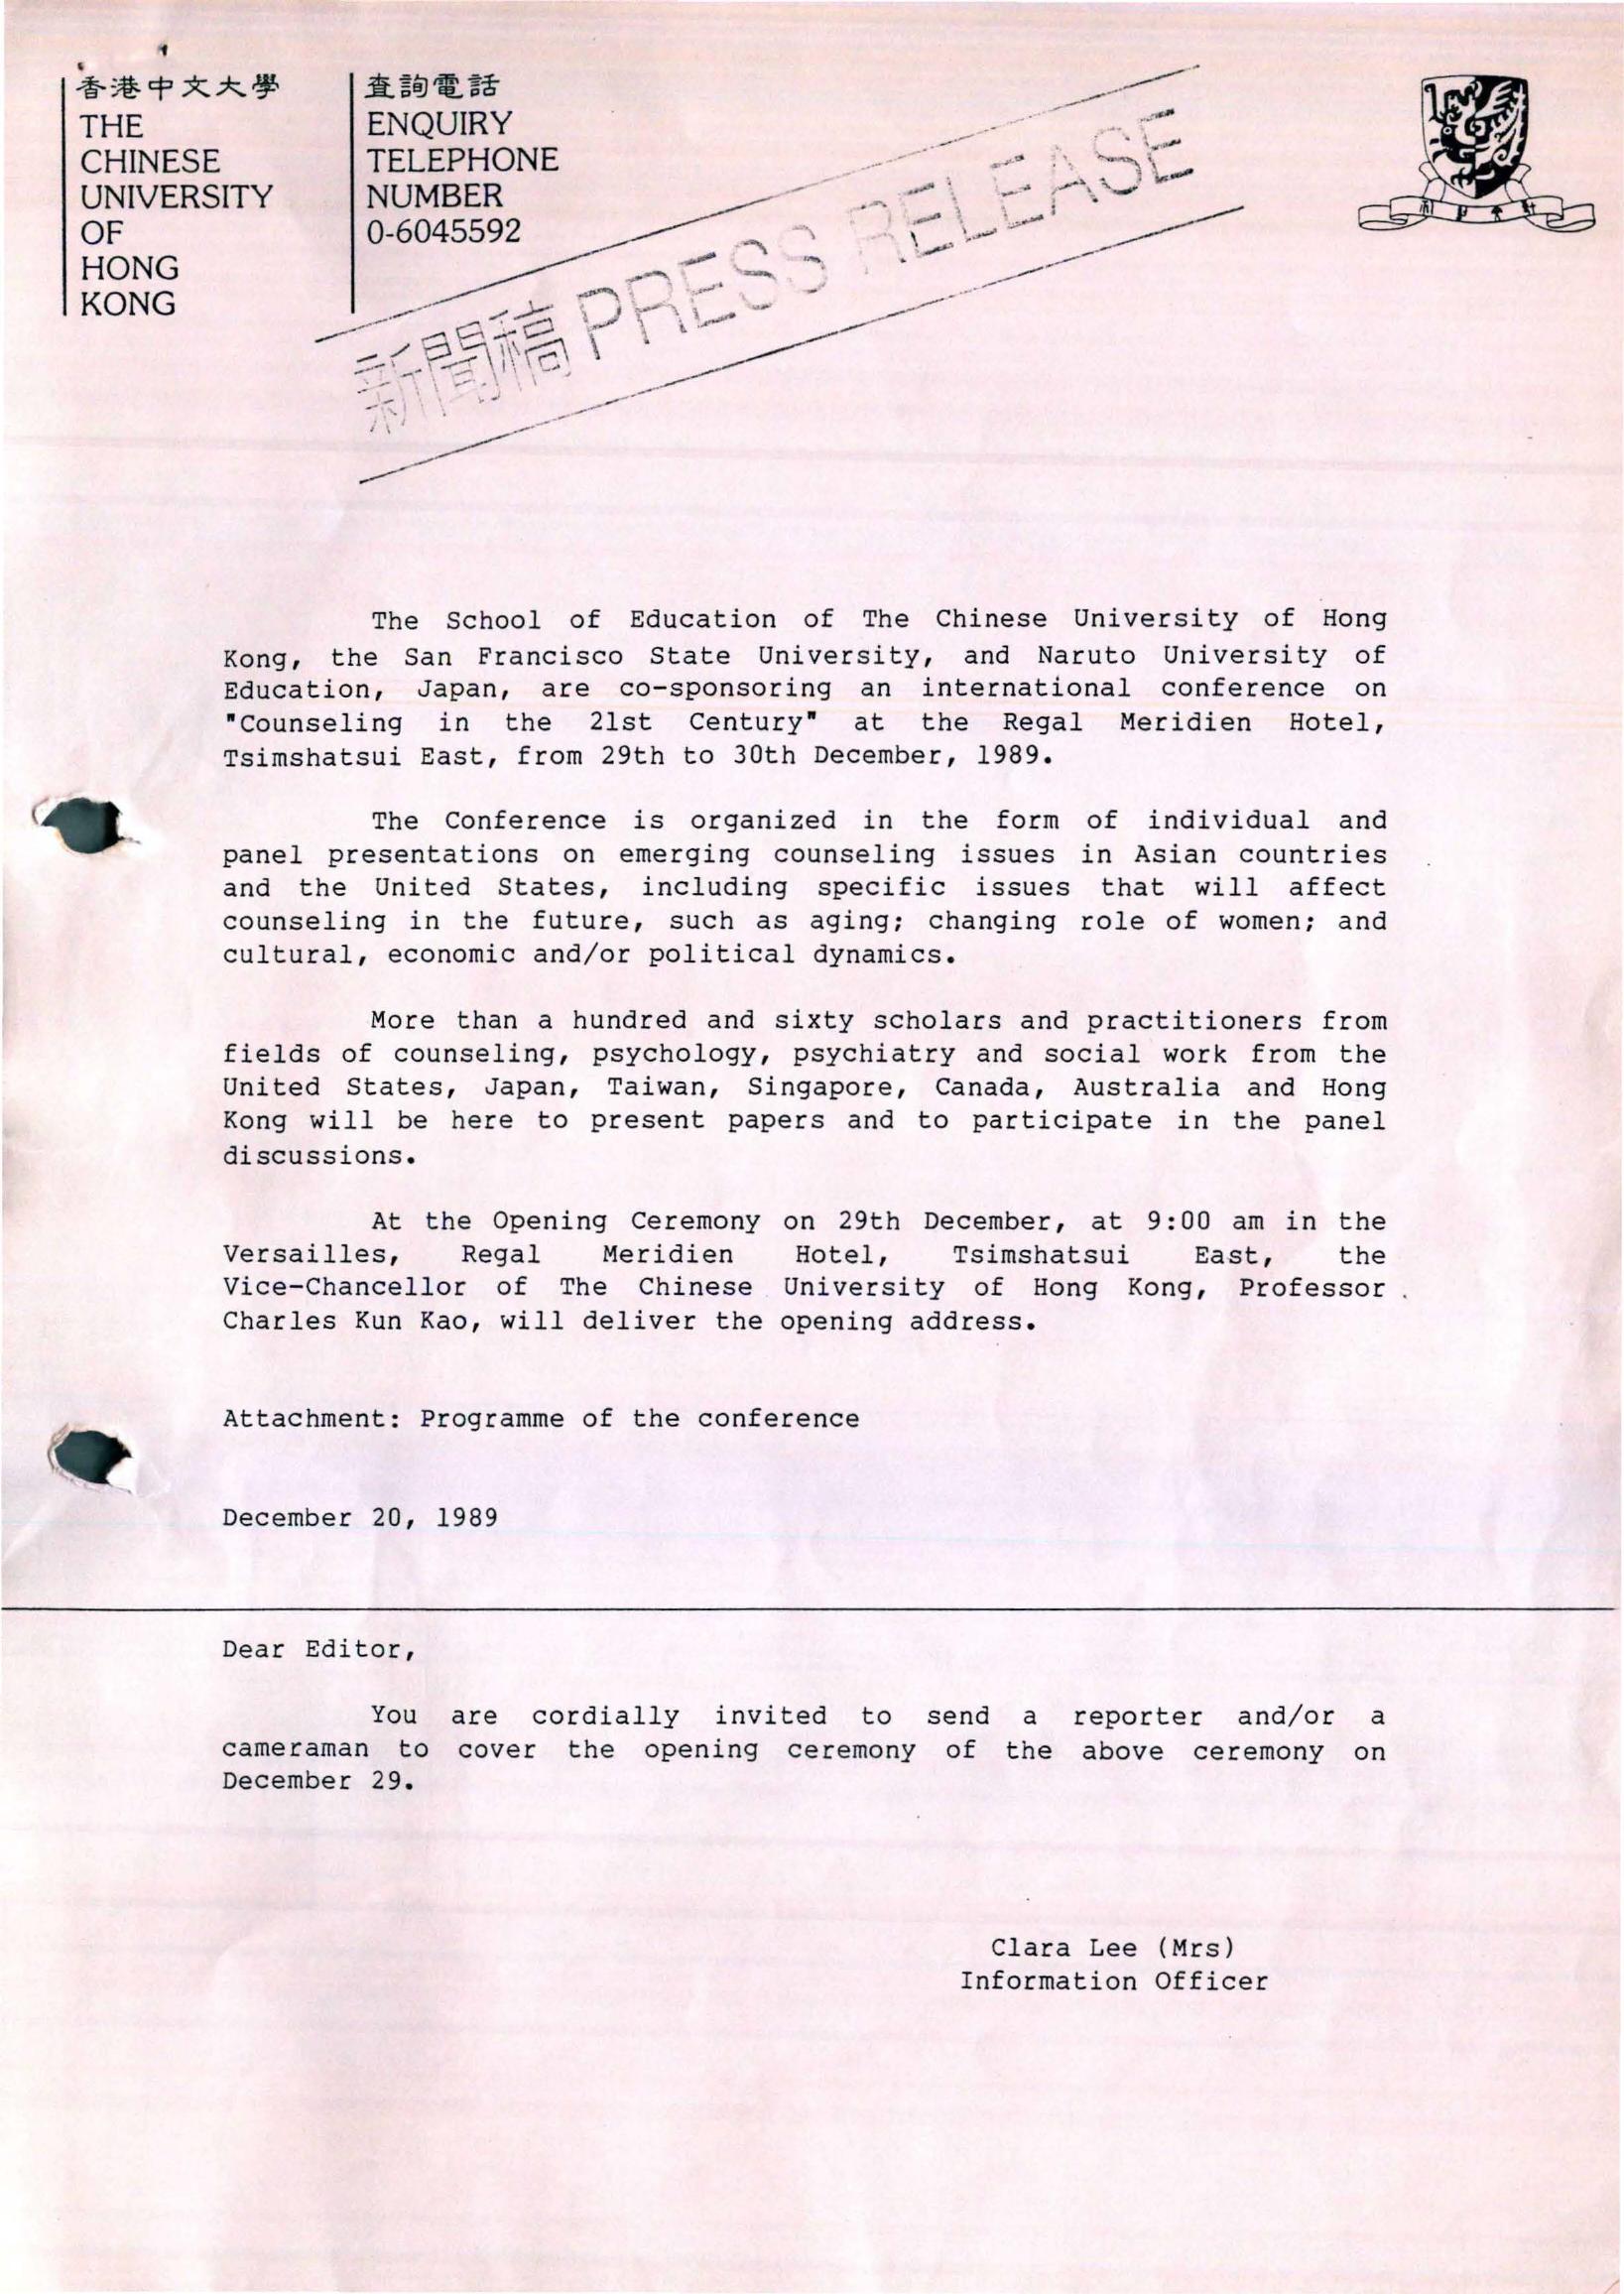 香港中文大學
THE
CHINESE
UNIVERSITY
OF
HONG
KONG
查詢電話
ENQUIRY
TELEPHONE
NUMBER
0-6045592
新聞稿 PRESS RELEASE
The School of Education of The Chinese University of Hong
Kong, the San Francisco State University, and Naruto University of
Education, Japan, are co-sponsoring an international conference on
"Counseling in the 21st Century" at the Regal Meridien Hotel,
Tsimshatsui East, from 29th to 30th December, 1989.
The Conference is organized in the form of individual and
panel presentations on emerging counseling issues in Asian countries
and the United States, including specific issues that will affect
counseling in the future, such as aging; changing role of women; and
cultural, economic and/or political dynamics.
More than a hundred and sixty scholars and practitioners from
fields of counseling, psychology, psychiatry and social work from the
United States, Japan, Taiwan, Singapore, Canada, Australia and Hong
Kong will be here to present papers and to participate in the panel
discussions.
At the Opening Ceremony on 29th December, at 9:00 am in the
Versailles, Regal Meridien Hotel, Tsimshatsui East, the
Vice-Chancellor of The Chinese University of Hong Kong, Professor
Charles Kun Kao, will deliver the opening address.
Attachment: Programme of the conference
December 20, 1989
Dear Editor,
You are cordially invited to send a reporter and/or a
cameraman to cover the opening ceremony of the above ceremony on
December 29.
Clara Lee (Mrs)
Information Officer